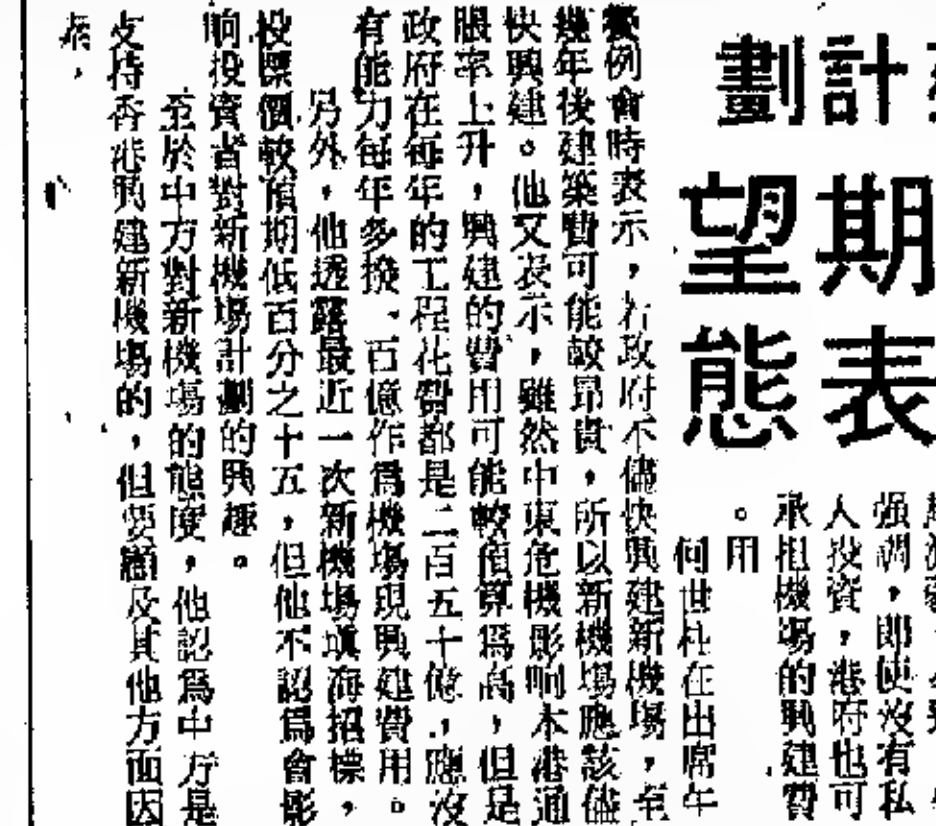 計劃
期望
表態
强調，即使沒有私
人投資，港府也可
承担機場的興建費
用。
何世柱在出席午
餐例會時表示，若政府不儘快興建新機場，至
幾年後建築費可能較昂貴，所以新機場應該儘
快興建。他又表示，雖然中東危機影响本港通
脹率上升，興建的費用可能較預算爲高，但是
政府在每年的工程花費都是二百五十億，應沒
有能力每年多撥、百億作爲機場現興建費用。
另外，他透露最近一次新機場塡海招標，
投標價較預期低百分之十五，但他不認爲會影
响投資者對新機場計劃的興趣。
至於中方對新機場的態度，他認爲中方是
支持香港興建新機場的，但要顧及其他方面因
素，